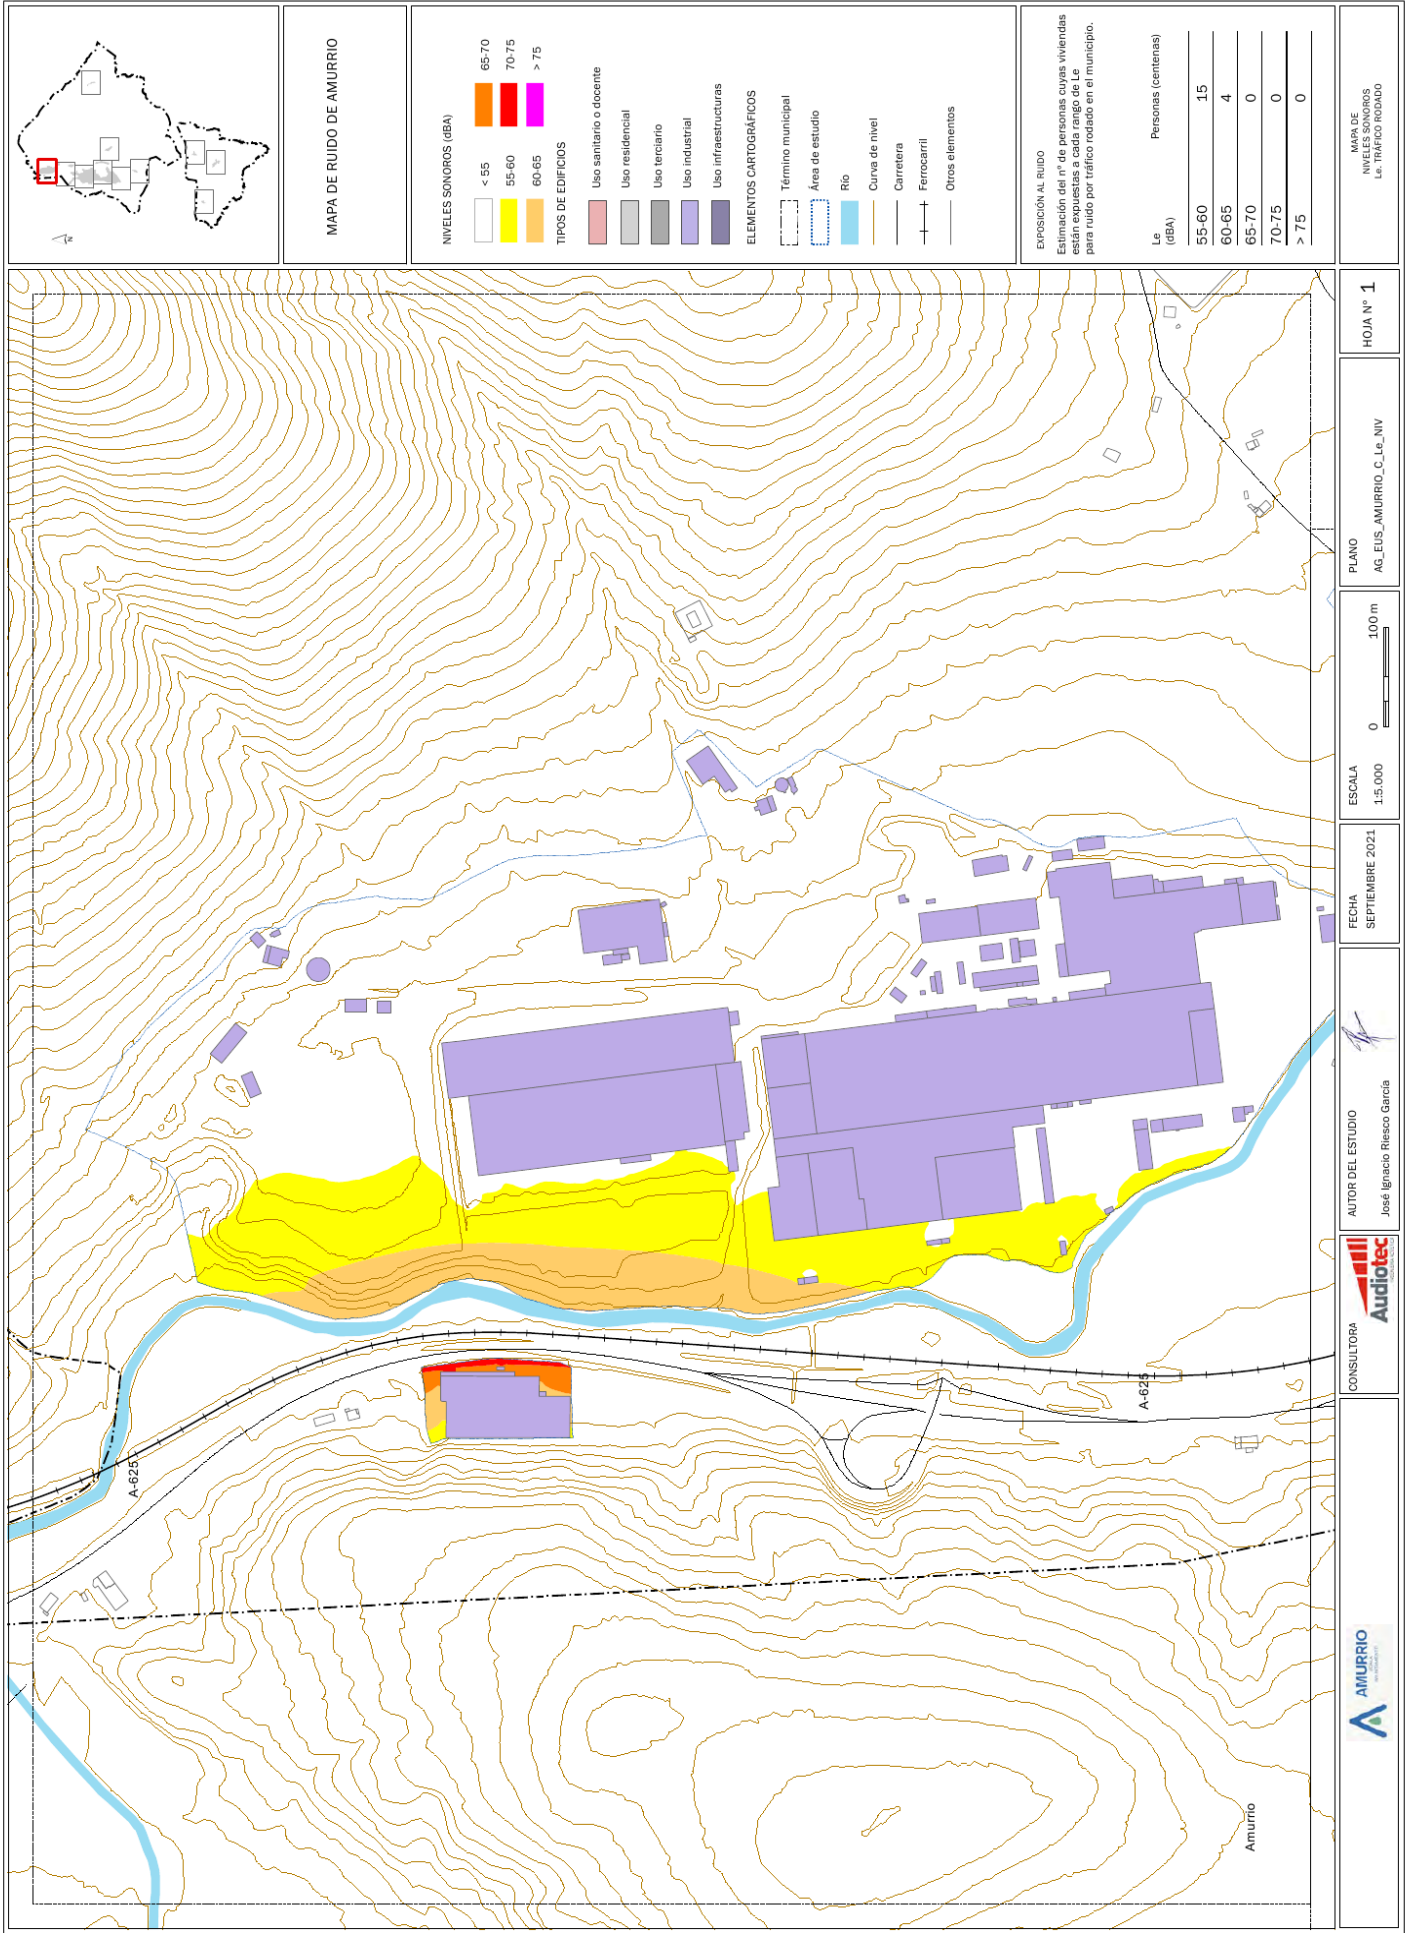 MAPA DE RUIDO DE AMURRIO
NIVELES SONOROS (dBA)
< 55
55-60
60-65
65-70
70-75
> 75
TIPOS DE EDIFICIOS
Uso sanitario o docente
Uso residencial
Uso terciario
Uso industrial
Uso infraestructuras
ELEMENTOS CARTOGRÁFICOS
Término municipal
Área de estudio
Río
Curva de nivel
Carretera
Ferrocarril
Otros elementos
EXPOSICIÓN AL RUIDO
Estimación del nº de personas cuyas viviendas
están expuestas a cada rango de Le
para ruido por tráfico rodado en el municipio.
Le Personas (centenas)
(dBA)
55-60 15
60-65 4
65-70 0
70-75 0
> 75 0
MAPA DE
NIVELES SONOROS
Le. TRÁFICO RODADO
A-625
A-625
Amurrio
AMURRIO
CONSULTORA
Audiotec
AUTOR DEL ESTUDIO
José Ignacio Riesco García
FECHA
SEPTIEMBRE 2021
ESCALA
1:5.000
0 100 m
PLANO
AG_EUS_AMURRIO_C_Le_NIV
HOJA Nº 1
N